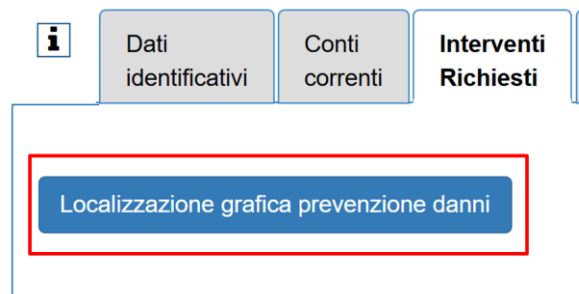 i
Dati
identificativi
Conti
correnti
Interventi
Richiesti
Localizzazione grafica prevenzione danni